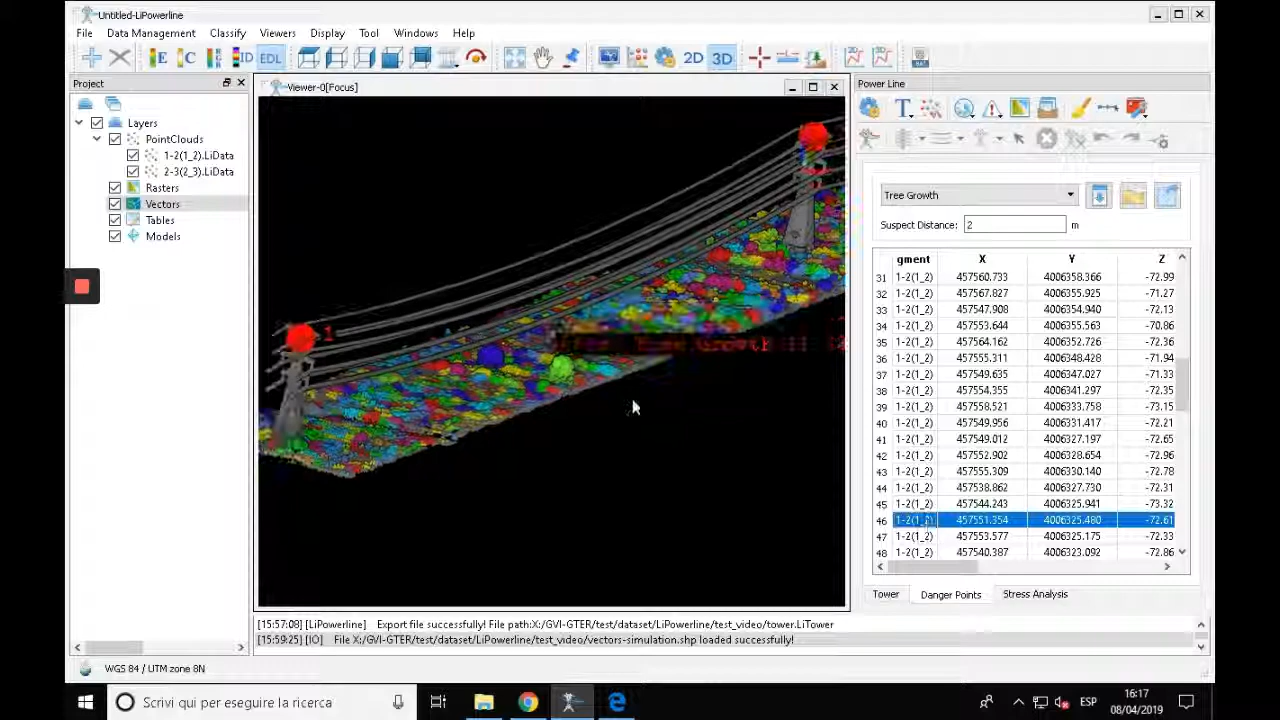 Untitled-LiPowerline
File Data Management Classify Viewers Display Tool Windows Help
E C ID EDL 2D 3D
Project
Viewer-0[Focus]
Power Line
Layers
PointClouds
1-2(1_2).LiData
2-3(2_3).LiData
Rasters
Vectors
Tables
Models
1
Tree Growth
Suspect Distance: 2 m
gment X Y Z
31 1-2(1_2) 457560.733 4006358.366 -72.99
32 1-2(1_2) 457567.827 4006355.925 -71.27
33 1-2(1_2) 457547.908 4006354.940 -72.13
34 1-2(1_2) 457553.644 4006355.563 -70.86
35 1-2(1_2) 457564.162 4006352.726 -72.36
36 1-2(1_2) 457555.311 4006348.428 -71.94
37 1-2(1_2) 457549.635 4006347.027 -71.33
38 1-2(1_2) 457554.355 4006341.297 -72.35
39 1-2(1_2) 457558.521 4006333.758 -73.15
40 1-2(1_2) 457549.956 4006331.417 -72.21
41 1-2(1_2) 457549.012 4006327.197 -72.65
42 1-2(1_2) 457552.902 4006328.654 -72.96
43 1-2(1_2) 457555.309 4006330.140 -72.78
44 1-2(1_2) 457538.862 4006327.730 -72.31
45 1-2(1_2) 457544.243 4006325.941 -73.32
46 1-2(1_2) 457551.354 4006325.480 -72.61
47 1-2(1_2) 457553.577 4006325.175 -72.33
48 1-2(1_2) 457540.387 4006323.092 -72.86
Tower Danger Points Stress Analysis
[15:57:08] [LiPowerline] Export file successfully! File path:X:/GVI-GTER/test/dataset/LiPowerline/test_video/tower.LiTower
[15:59:25] [IO] File X:/GVI-GTER/test/dataset/LiPowerline/test_video/vectors-simulation.shp loaded successfully!
WGS 84 / UTM zone 8N
Scrivi qui per eseguire la ricerca
ESP
16:17
08/04/2019